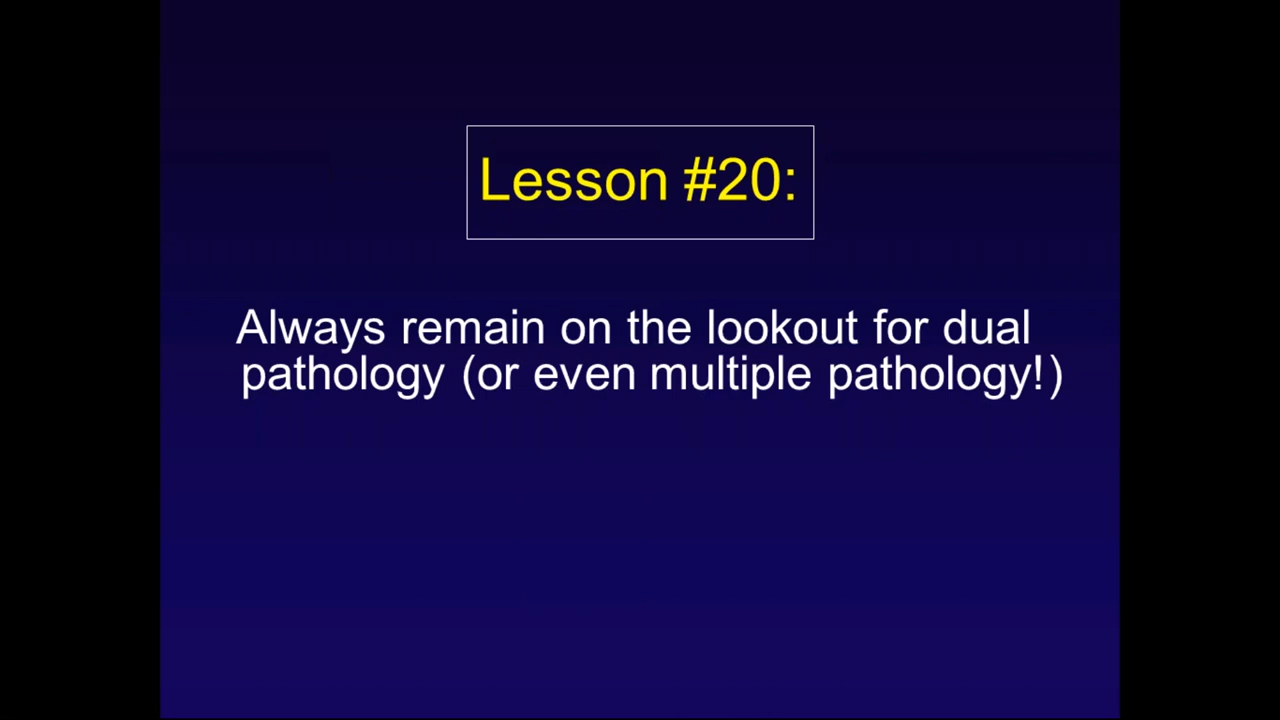 Lesson #20:
Always remain on the lookout for dual
pathology (or even multiple pathology!)